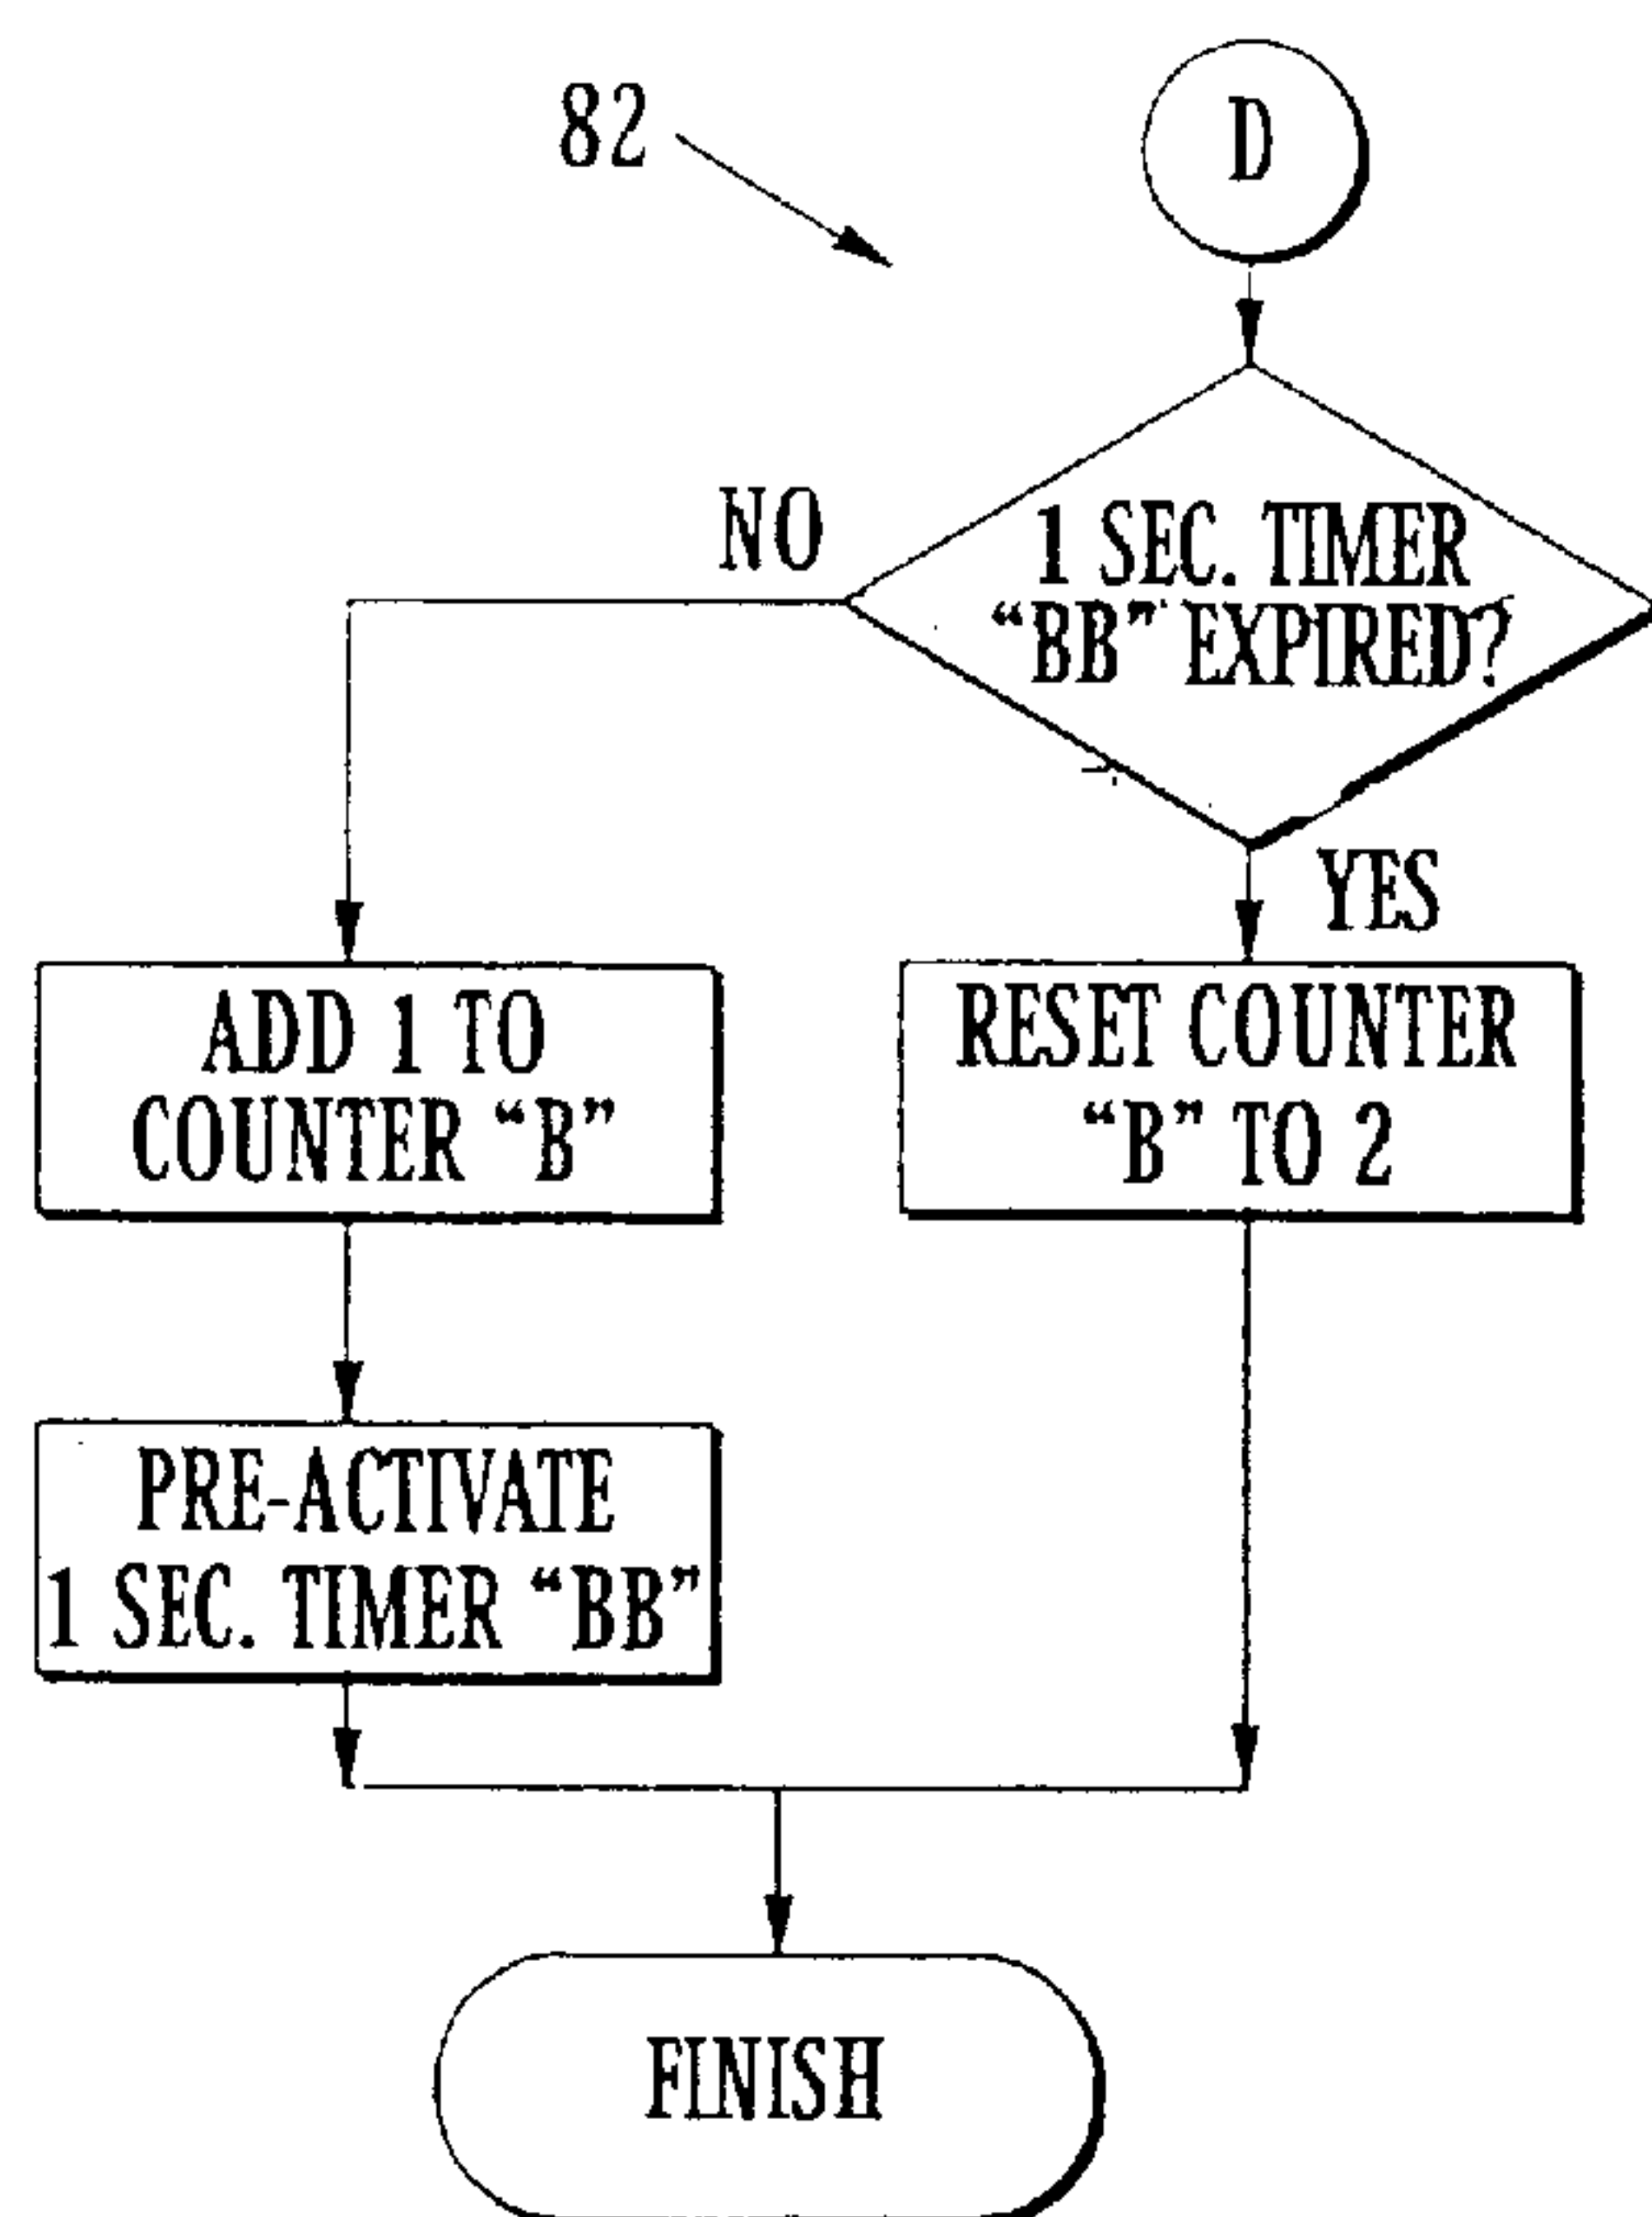 82
D
1 SEC. TIMER
“BB” EXPIRED?
NO
YES
ADD 1 TO
COUNTER “B”
RESET COUNTER
“B” TO 2
PRE-ACTIVATE
1 SEC. TIMER “BB”
FINISH